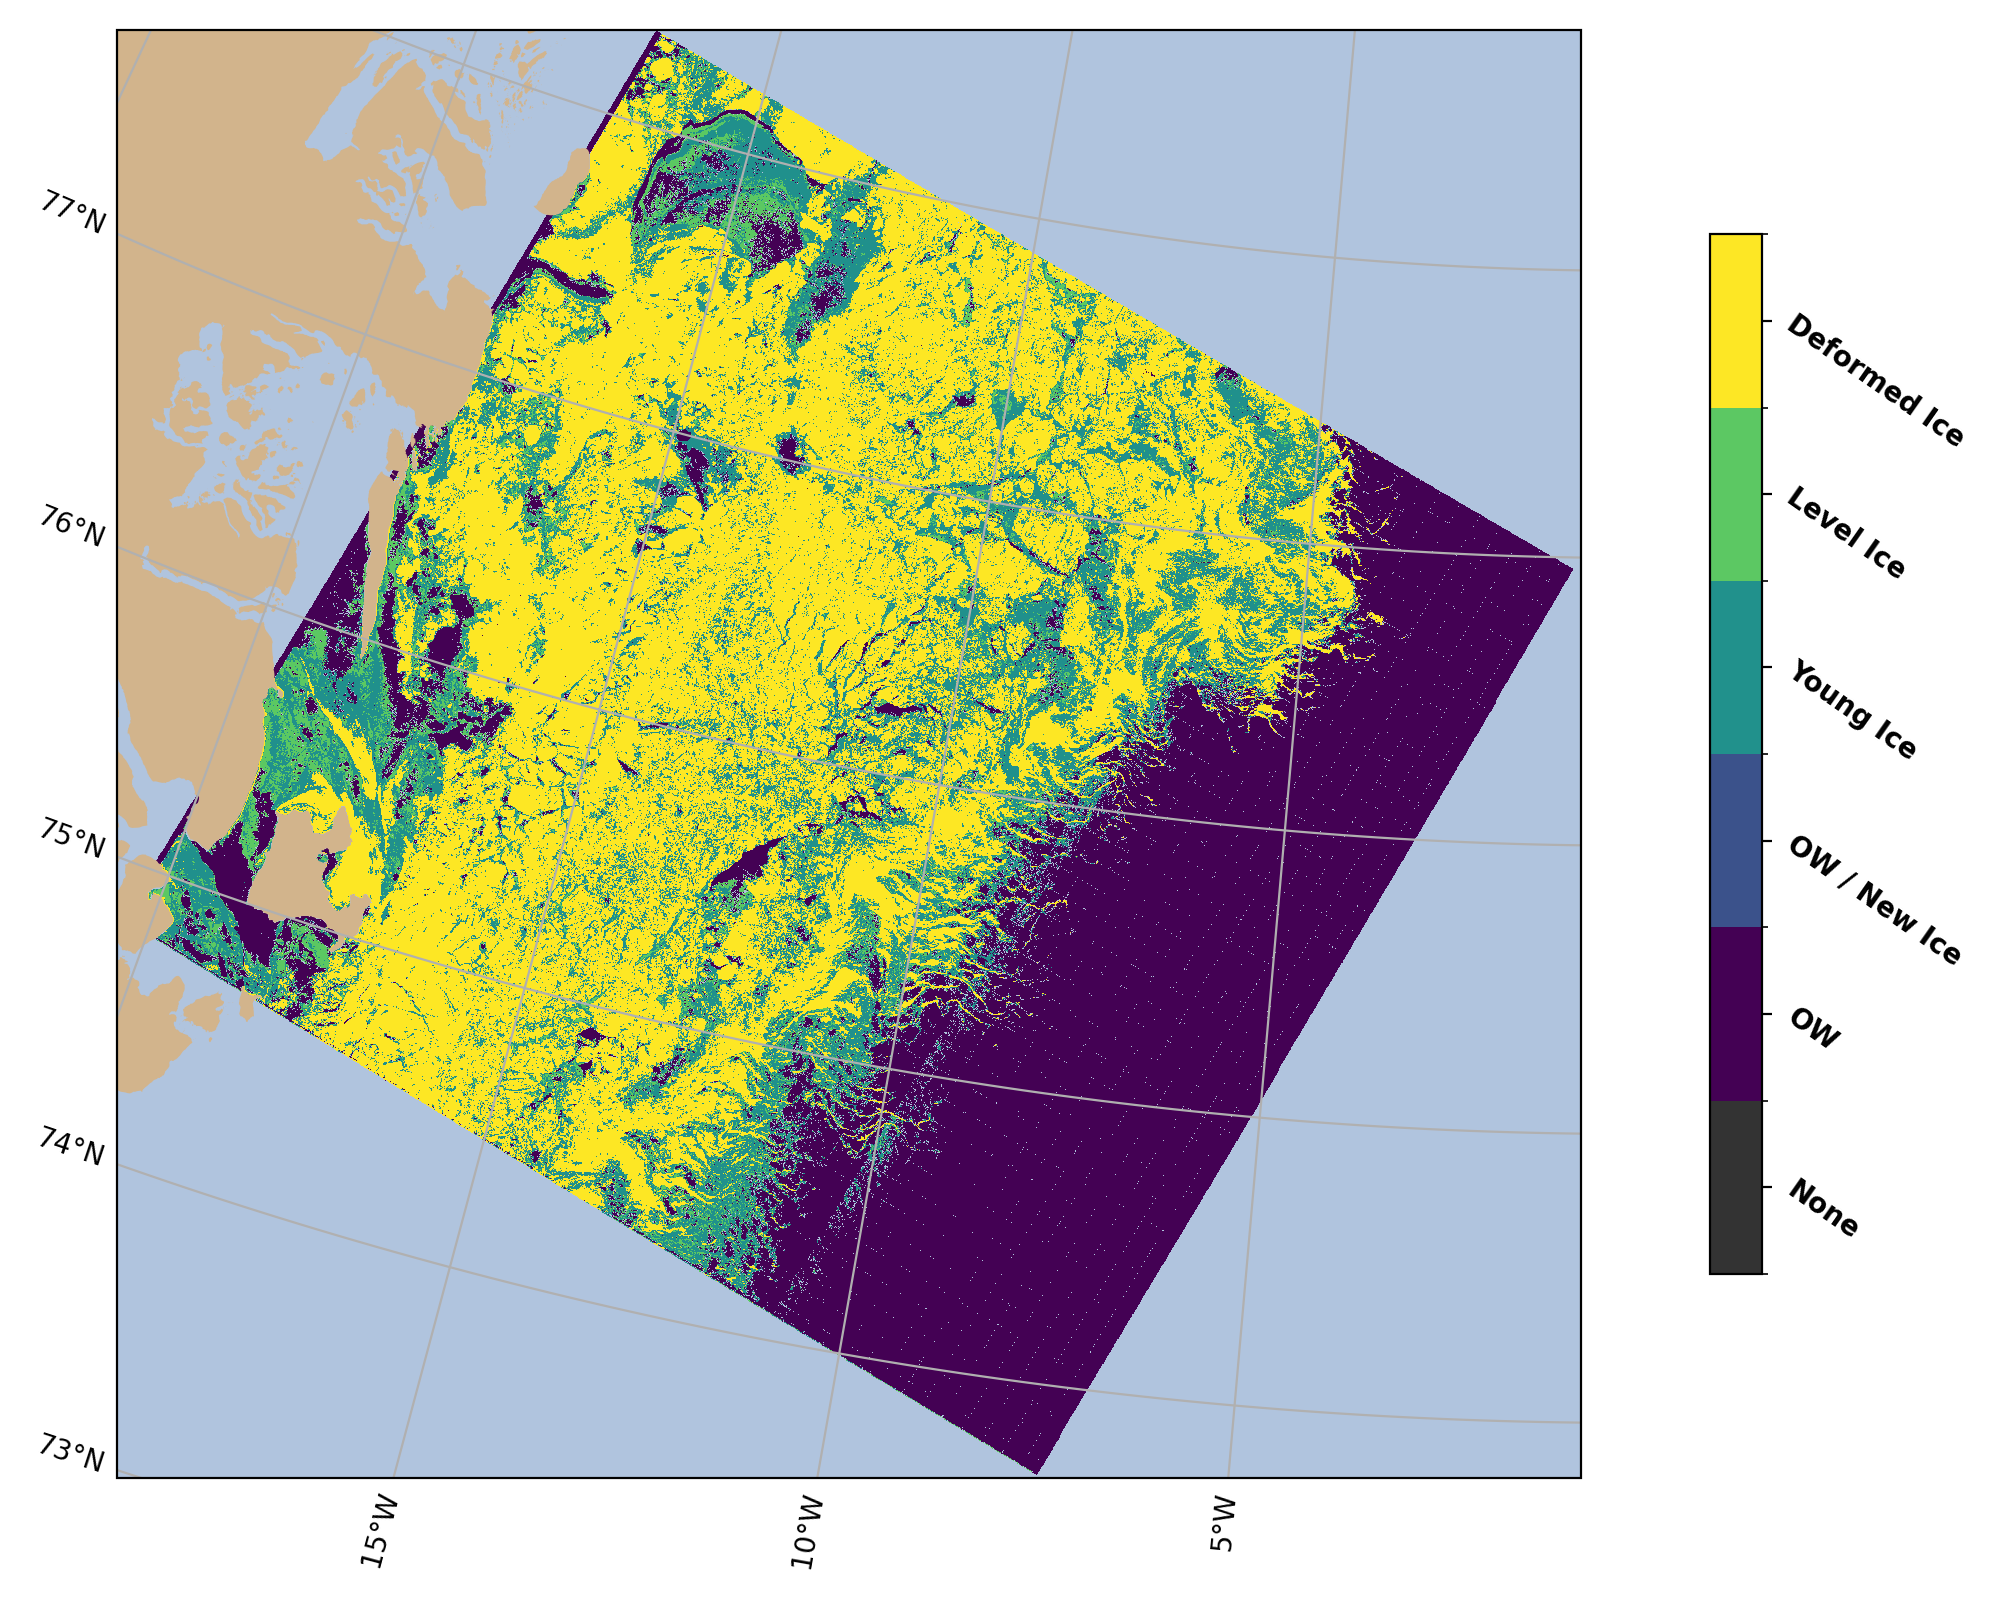 77°N
76°N
75°N
74°N
73°N
15°W
10°W
5°W
Deformed Ice
Level Ice
Young Ice
OW / New Ice
OW
None